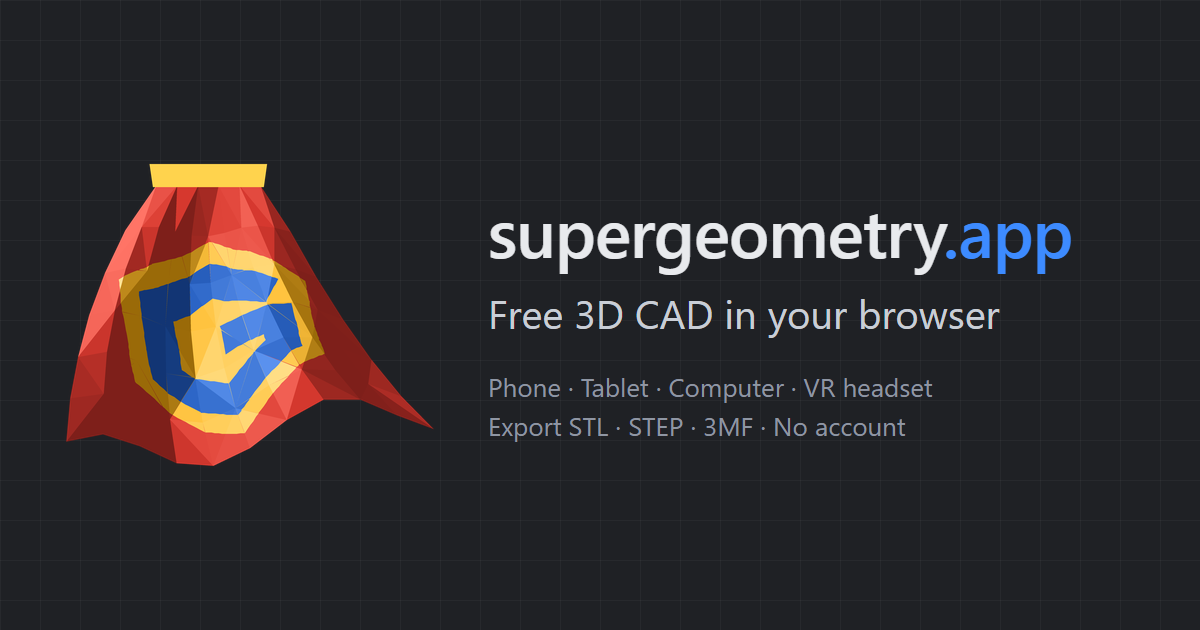 supergeometry.app
Free 3D CAD in your browser
Phone · Tablet · Computer · VR headset
Export STL · STEP · 3MF · No account